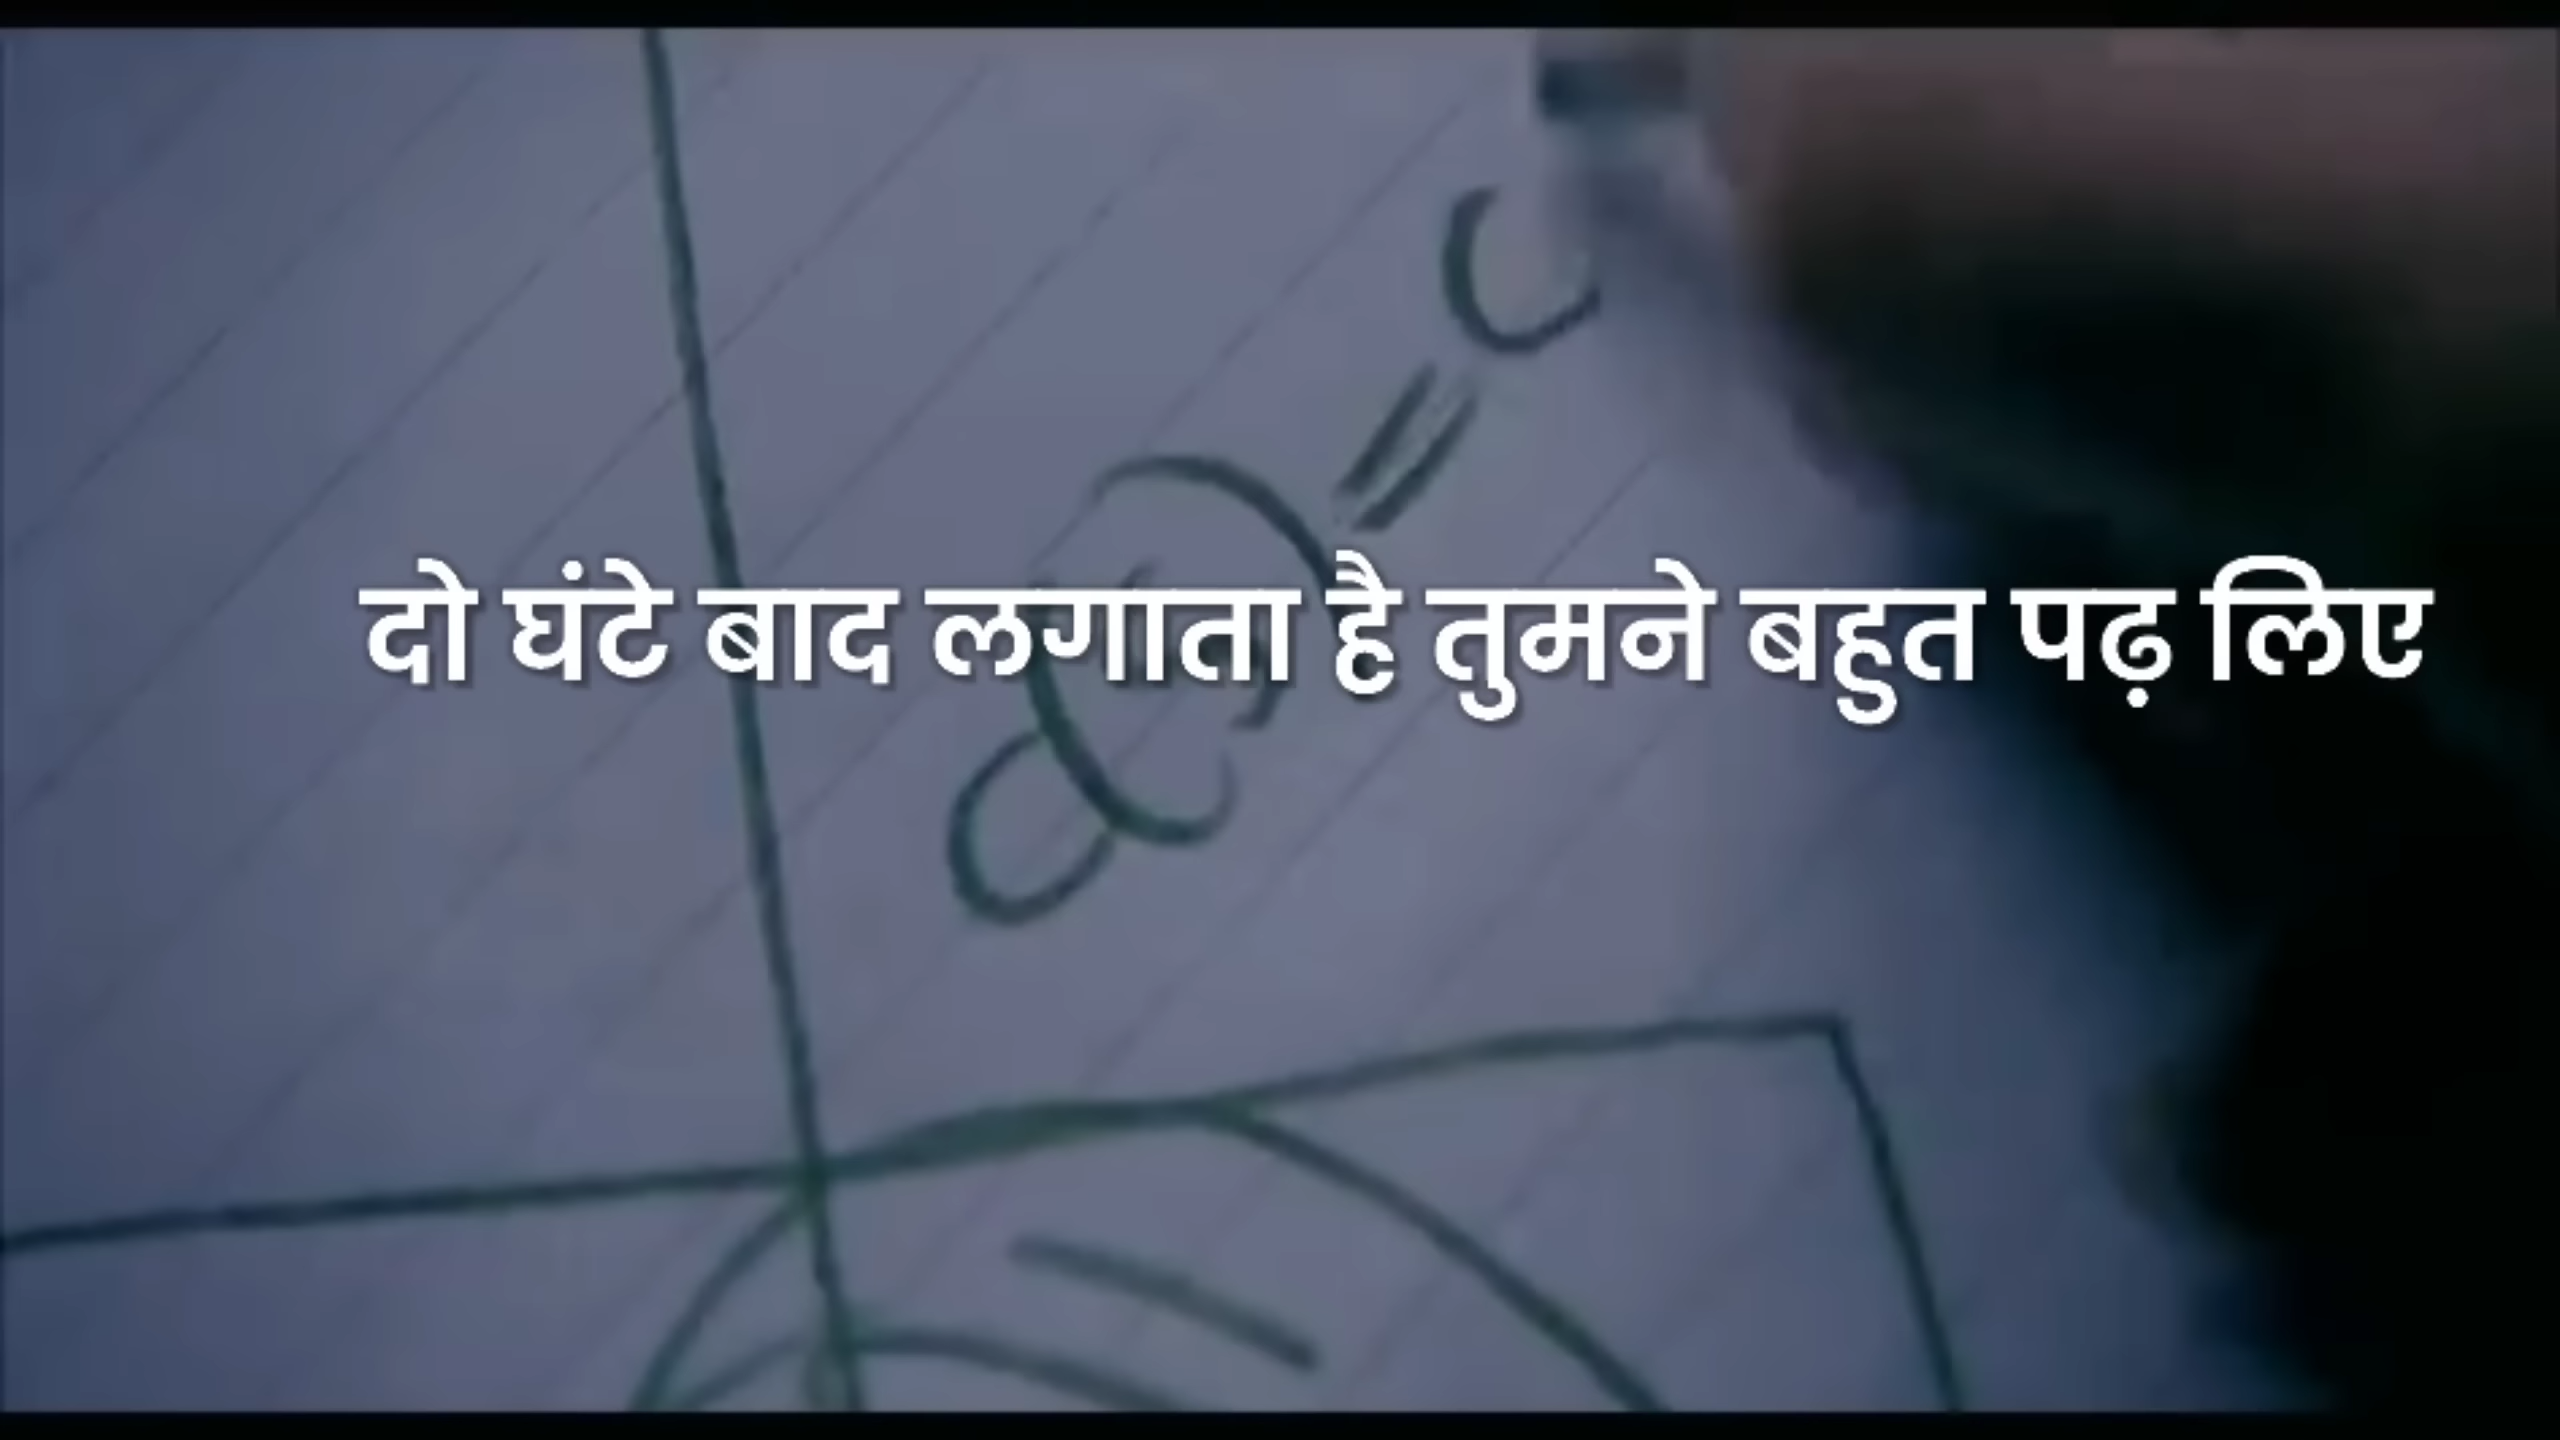 दो घंटे बाद लगाता है तुमने बहुत पढ़ लिए